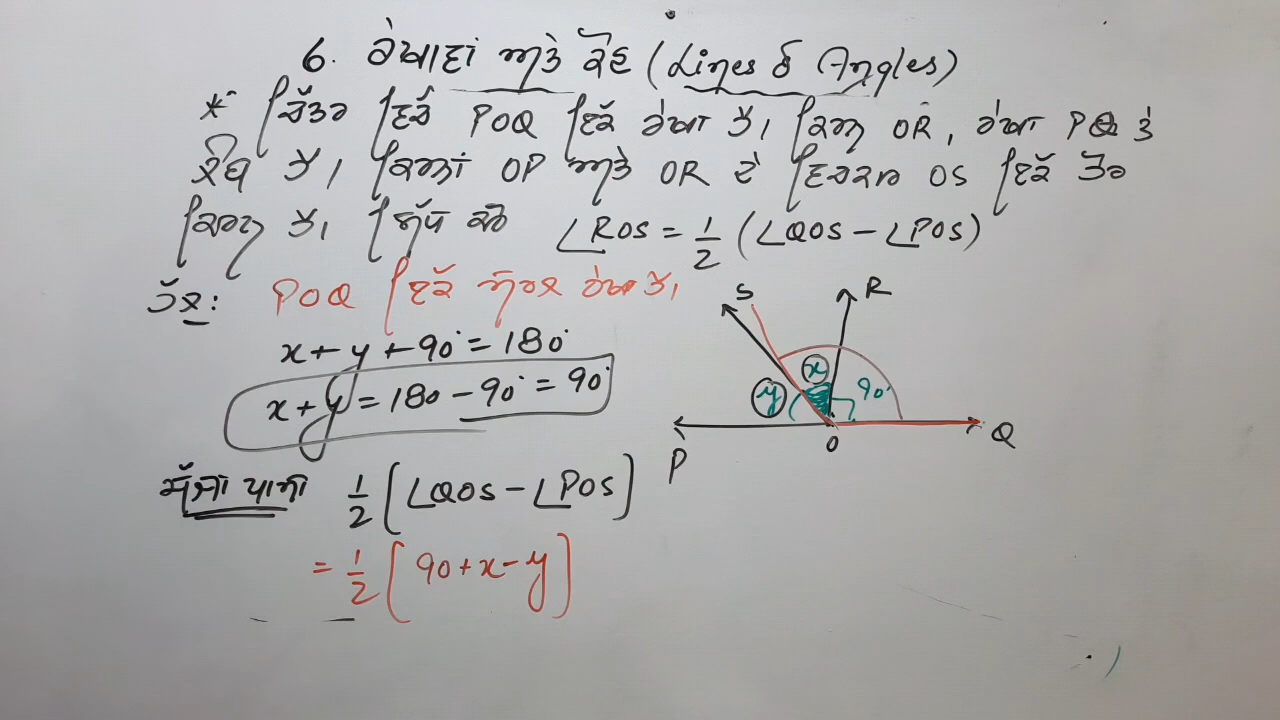 6. ਰੇਖਾਵਾਂ ਅਤੇ ਕੋਣ (Lines & Angles)
* ਚਿੱਤਰ ਵਿੱਚ POQ ਇੱਕ ਰੇਖਾ ਹੈ। ਕਿਰਨ OR, ਰੇਖਾ PQ ਤੇ
ਲੰਬ ਹੈ। ਕਿਰਨਾਂ OP ਅਤੇ OR ਦੇ ਵਿਚਕਾਰ OS ਇੱਕ ਹੋਰ
ਕਿਰਣ ਹੈ। ਸਿੱਧ ਕਰੋ ∠ROS = 1/2 (∠QOS − ∠POS)
ਹੱਲ: POQ ਇੱਕ ਸਰਲ ਰੇਖਾ ਹੈ।
x + y + 90° = 180°
x + y = 180 − 90° = 90°
S R
y x 90°
P O Q
ਸੱਜਾ ਪਾਸਾ 1/2 [∠QOS − ∠POS]
= 1/2 [90 + x − y]